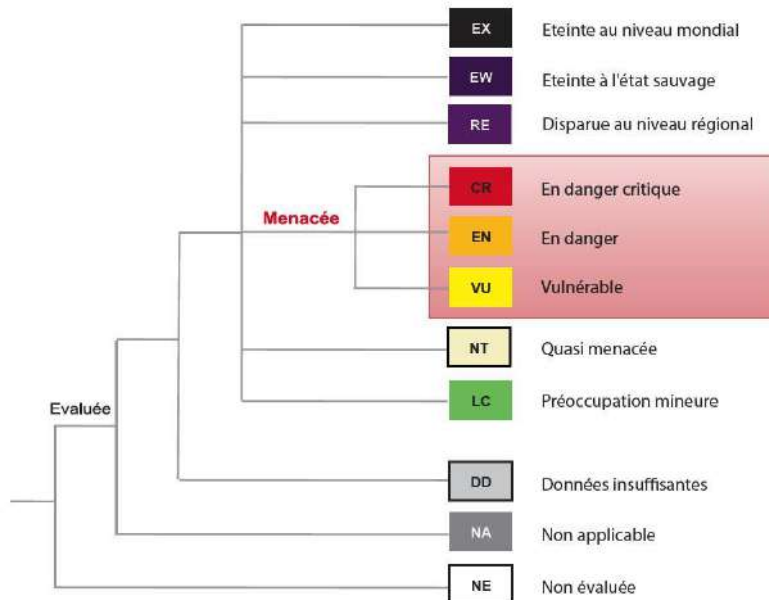 EX Eteinte au niveau mondial
EW Eteinte à l'état sauvage
RE Disparue au niveau régional
CR En danger critique
Menacée
EN En danger
VU Vulnérable
NT Quasi menacée
LC Préoccupation mineure
Evaluée
DD Données insuffisantes
NA Non applicable
NE Non évaluée